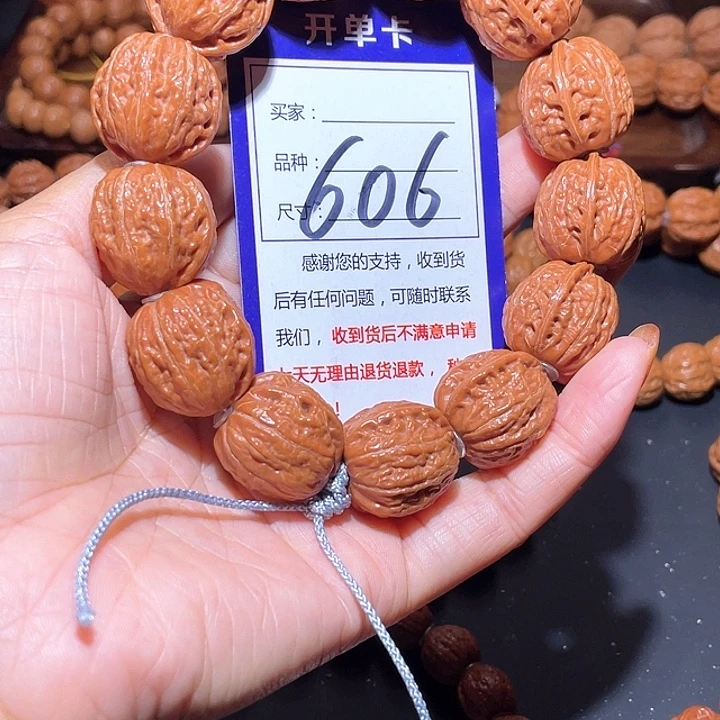 开单卡
买家：
品种：
606
尺寸：
感谢您的支持，收到货
后有任何问题，可随时联系
我们，收到货后不满意申请
七天无理由退货退款，
！